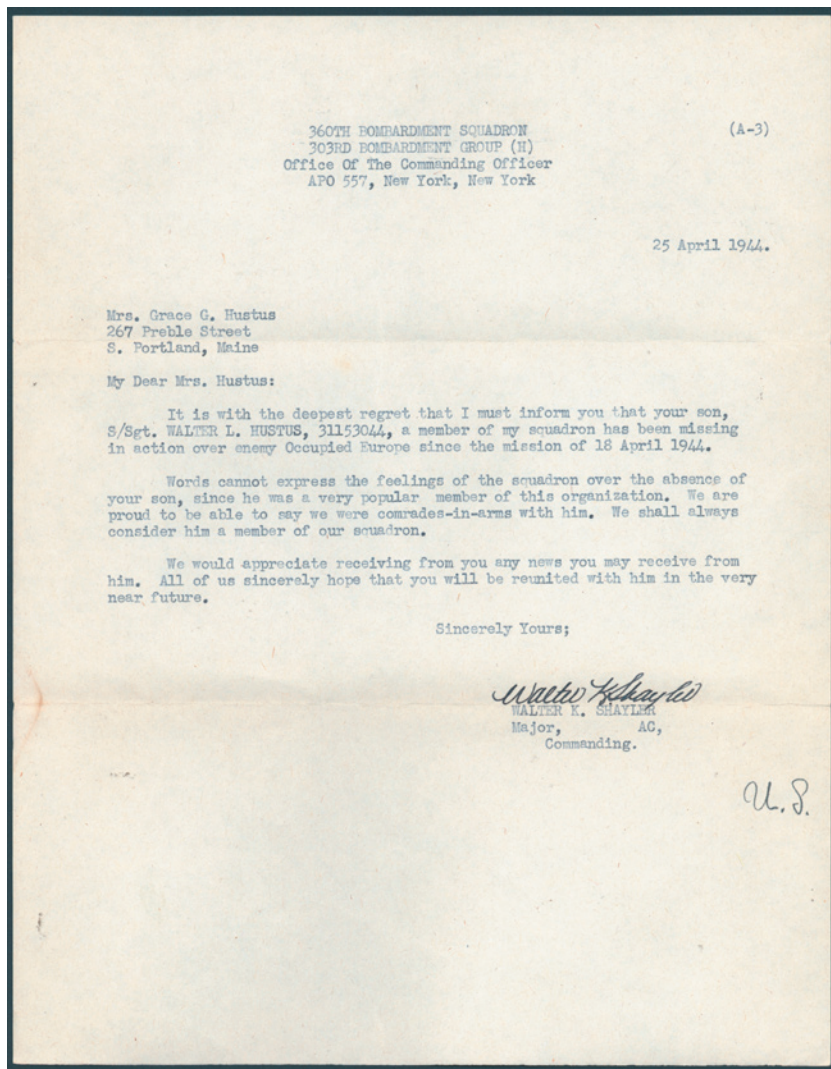 360TH BOMBARDMENT SQUADRON (A-3)
303RD BOMBARDMENT GROUP (H)
Office Of The Commanding Officer
APO 557, New York, New York
25 April 1944.
Mrs. Grace G. Hustus
267 Preble Street
S. Portland, Maine
My Dear Mrs. Hustus:
It is with the deepest regret that I must inform you that your son,
S/Sgt. WALTER L. HUSTUS, 31153044, a member of my squadron has been missing
in action over enemy Occupied Europe since the mission of 18 April 1944.
Words cannot express the feelings of the squadron over the absence of
your son, since he was a very popular member of this organization. We are
proud to be able to say we were comrades-in-arms with him. We shall always
consider him a member of our squadron.
We would appreciate receiving from you any news you may receive from
him. All of us sincerely hope that you will be reunited with him in the very
near future.
Sincerely Yours;
Walter K Shayler
WALTER K. SHAYLER
Major, AC,
Commanding.
U. S.